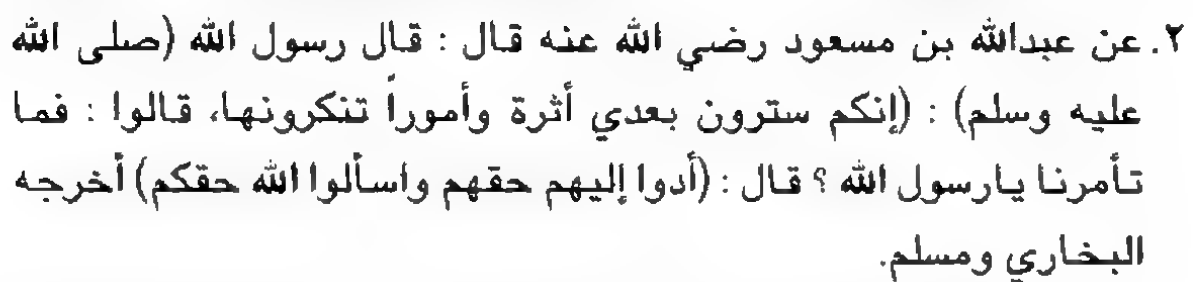 ٢. عن عبدالله بن مسعود رضي الله عنه قال : قال رسول الله (صلى الله
عليه وسلم) : (إنكم سترون بعدي أثرة وأموراً تنكرونها، قالوا : فما
تأمرنا يارسول الله ؟ قال : (أدوا إليهم حقهم واسألوا الله حقكم) أخرجه
البخاري ومسلم.